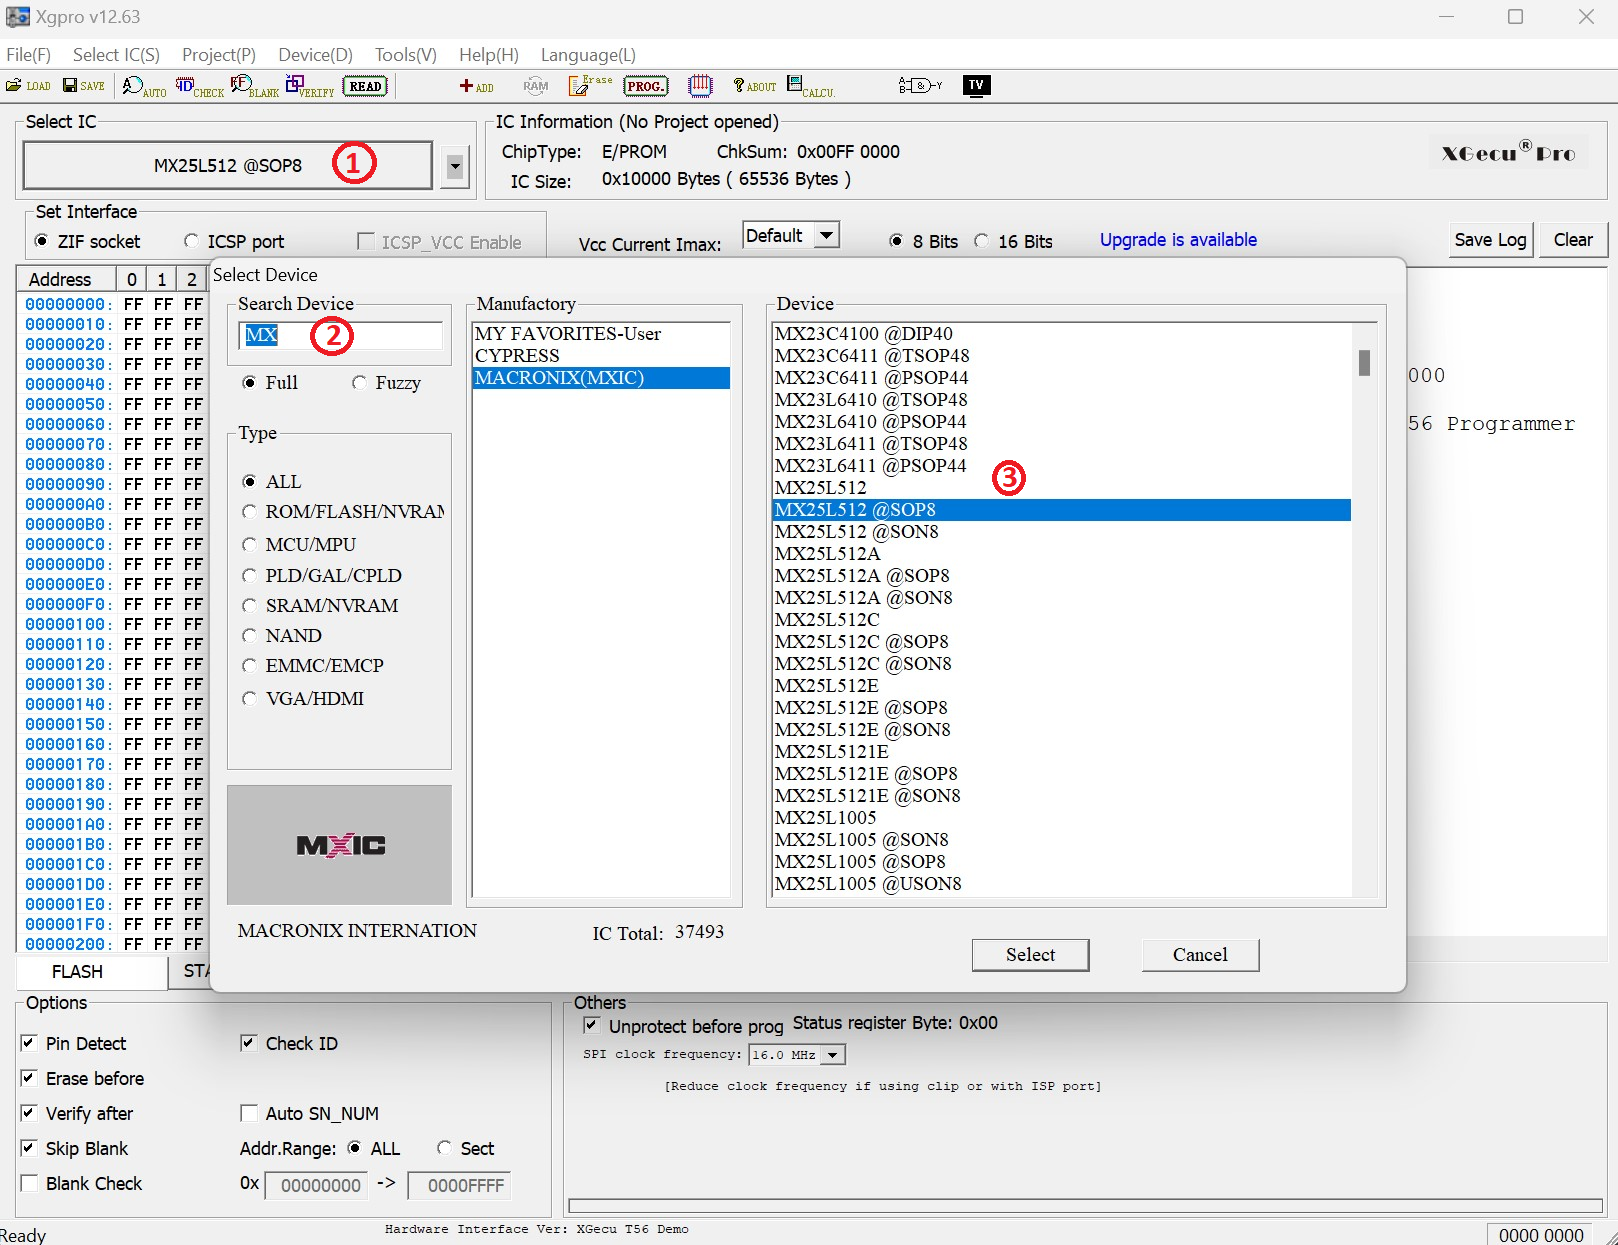 Xgpro v12.63
File(F) Select IC(S) Project(P) Device(D) Tools(V) Help(H) Language(L)
LOAD SAVE AUTO CHECK BLANK VERIFY READ ADD RAM Erase PROG. ? ABOUT CALCU. TV
Select IC
MX25L512 @SOP8 1
IC Information (No Project opened)
ChipType: E/PROM ChkSum: 0x00FF 0000
IC Size: 0x10000 Bytes ( 65536 Bytes )
XGecu® Pro
Set Interface
ZIF socket ICSP port ICSP_VCC Enable Vcc Current Imax: Default 8 Bits 16 Bits Upgrade is available Save Log Clear
Address 0 1 2
00000000: FF FF FF
00000010: FF FF FF
00000020: FF FF FF
00000030: FF FF FF
00000040: FF FF FF
00000050: FF FF FF
00000060: FF FF FF
00000070: FF FF FF
00000080: FF FF FF
00000090: FF FF FF
000000A0: FF FF FF
000000B0: FF FF FF
000000C0: FF FF FF
000000D0: FF FF FF
000000E0: FF FF FF
000000F0: FF FF FF
00000100: FF FF FF
00000110: FF FF FF
00000120: FF FF FF
00000130: FF FF FF
00000140: FF FF FF
00000150: FF FF FF
00000160: FF FF FF
00000170: FF FF FF
00000180: FF FF FF
00000190: FF FF FF
000001A0: FF FF FF
000001B0: FF FF FF
000001C0: FF FF FF
000001D0: FF FF FF
000001E0: FF FF FF
000001F0: FF FF FF
00000200: FF FF FF
Select Device
Search Device
MX 2
Full Fuzzy
Type
ALL
ROM/FLASH/NVRAM
MCU/MPU
PLD/GAL/CPLD
SRAM/NVRAM
NAND
EMMC/EMCP
VGA/HDMI
MXIC
MACRONIX INTERNATION
Manufactory
MY FAVORITES-User
CYPRESS
MACRONIX(MXIC)
IC Total: 37493
Device
MX23C4100 @DIP40
MX23C6411 @TSOP48
MX23C6411 @PSOP44
MX23L6410 @TSOP48
MX23L6410 @PSOP44
MX23L6411 @TSOP48
MX23L6411 @PSOP44
3
MX25L512
MX25L512 @SOP8
MX25L512 @SON8
MX25L512A
MX25L512A @SOP8
MX25L512A @SON8
MX25L512C
MX25L512C @SOP8
MX25L512C @SON8
MX25L512E
MX25L512E @SOP8
MX25L512E @SON8
MX25L5121E
MX25L5121E @SOP8
MX25L5121E @SON8
MX25L1005
MX25L1005 @SON8
MX25L1005 @SOP8
MX25L1005 @USON8
Select Cancel
000
56 Programmer
FLASH STA
Options
Pin Detect Check ID
Erase before
Verify after Auto SN_NUM
Skip Blank Addr.Range: ALL Sect
Blank Check 0x 00000000 -> 0000FFFF
Others
Unprotect before prog Status register Byte: 0x00
SPI clock frequency: 16.0 MHz
[Reduce clock frequency if using clip or with ISP port]
Ready Hardware Interface Ver: XGecu T56 Demo 0000 0000